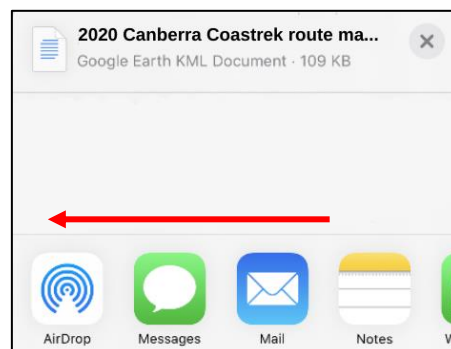 2020 Canberra Coastrek route ma...
Google Earth KML Document · 109 KB
AirDrop Messages Mail Notes